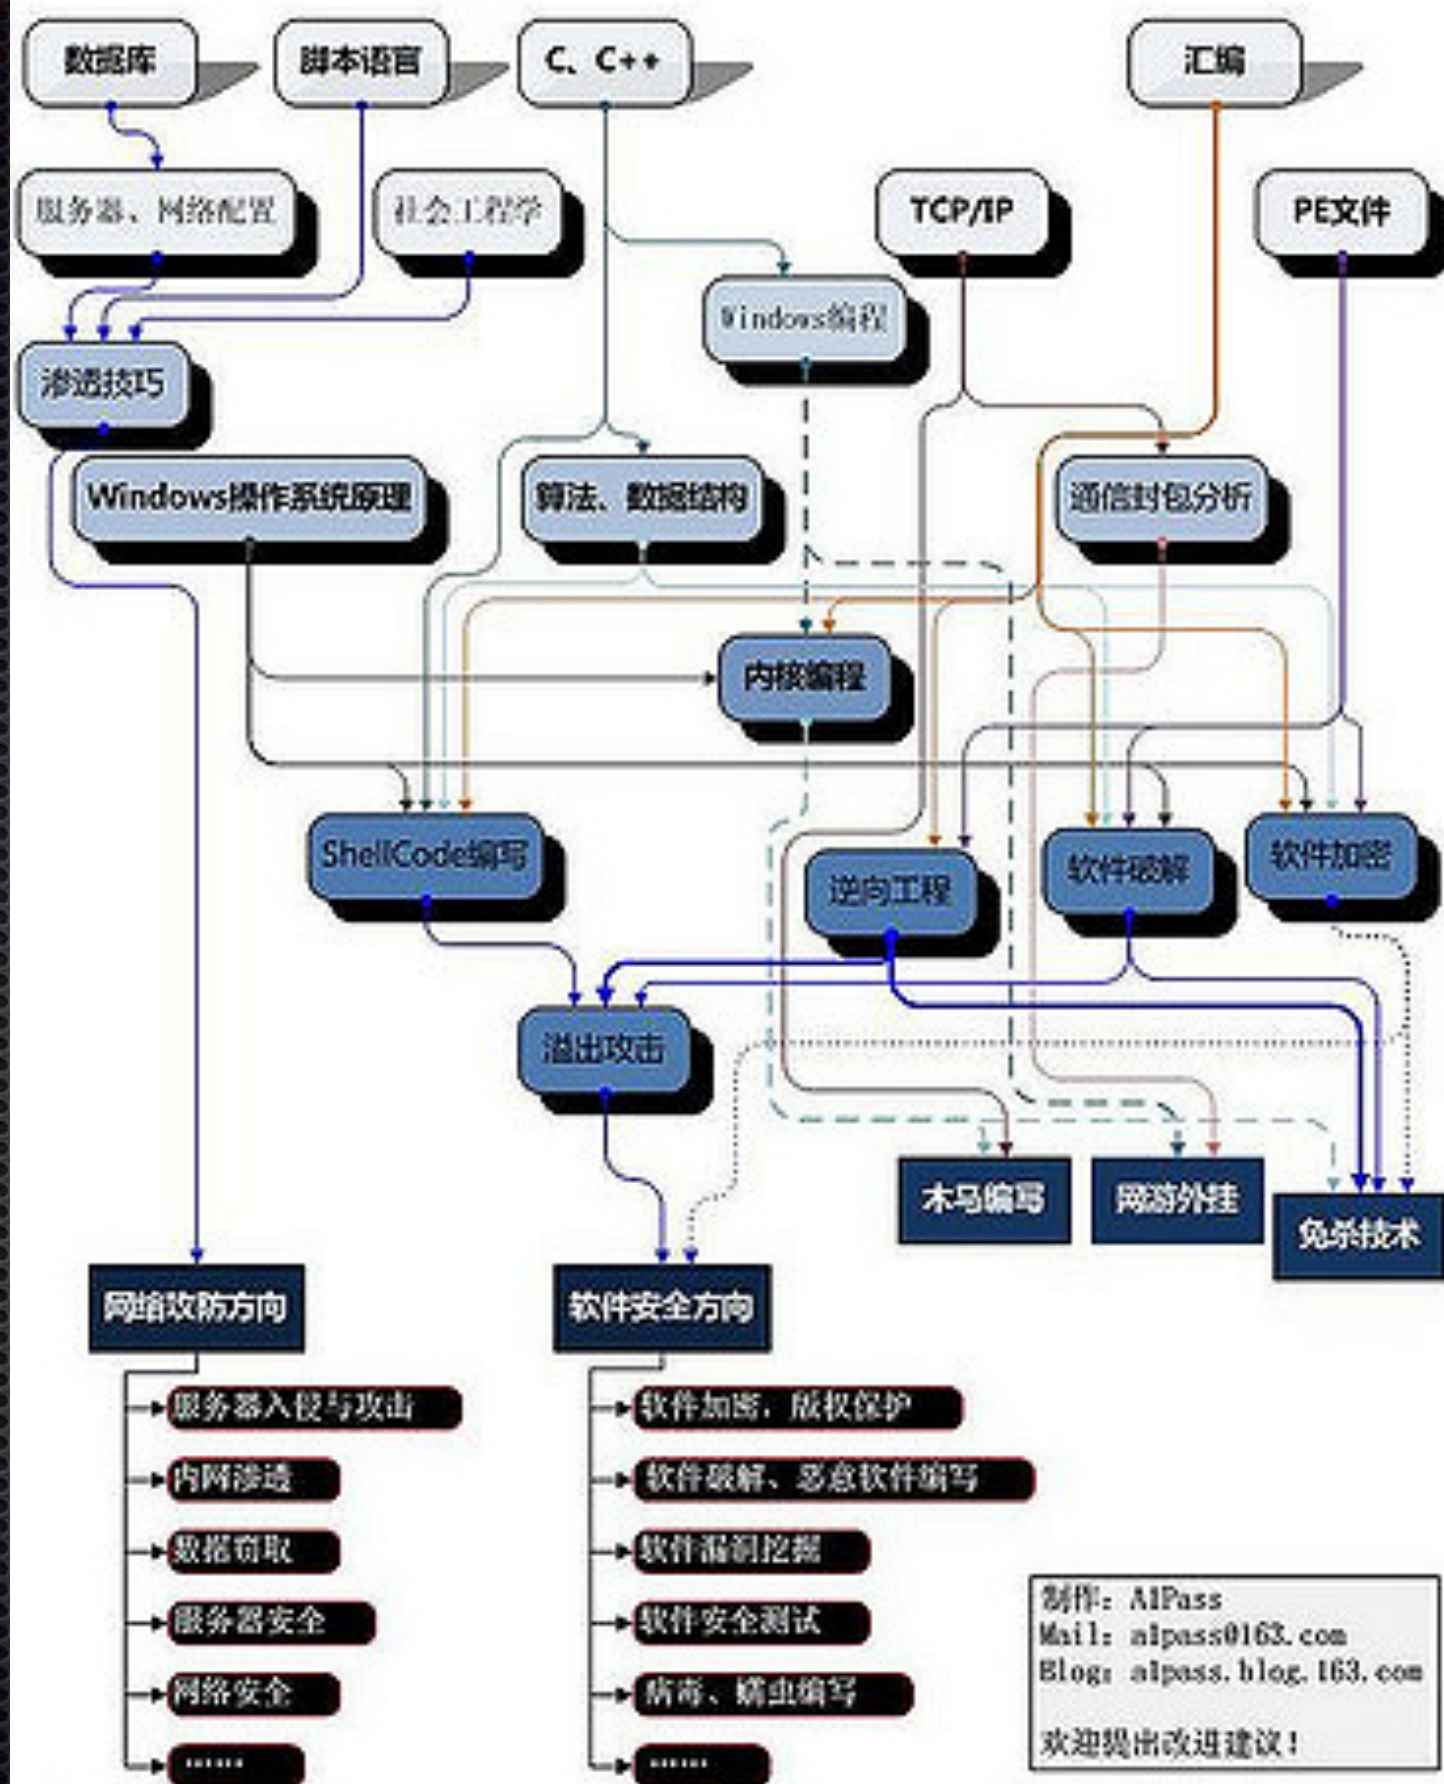 数据库
脚本语言
C、C++
汇编
服务器、网络配置
社会工程学
TCP/IP
PE文件
Windows编程
渗透技巧
Windows操作系统原理
算法、数据结构
通信封包分析
内核编程
ShellCode编写
逆向工程
软件破解
软件加密
溢出攻击
木马编写
网游外挂
免杀技术
网络攻防方向
软件安全方向
服务器入侵与攻击
内网渗透
数据窃取
服务器安全
网络安全
……
软件加密，版权保护
软件破解、恶意软件编写
软件漏洞挖掘
软件安全测试
病毒、蠕虫编写
……
制作：A1Pass
Mail：a1pass@163.com
Blog：a1pass.blog.163.com
欢迎提出改进建议！